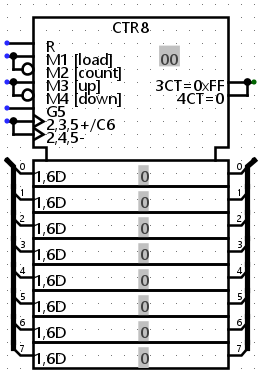 CTR8
R
M1 [load]
00
M2 [count]
M3 [up]
3CT=0xFF
M4 [down]
4CT=0
G5
2,3,5+/C6
2,4,5-
0 1,6D 0 0
1 1,6D 0 1
2 1,6D 0 2
3 1,6D 0 3
4 1,6D 0 4
5 1,6D 0 5
6 1,6D 0 6
7 1,6D 0 7